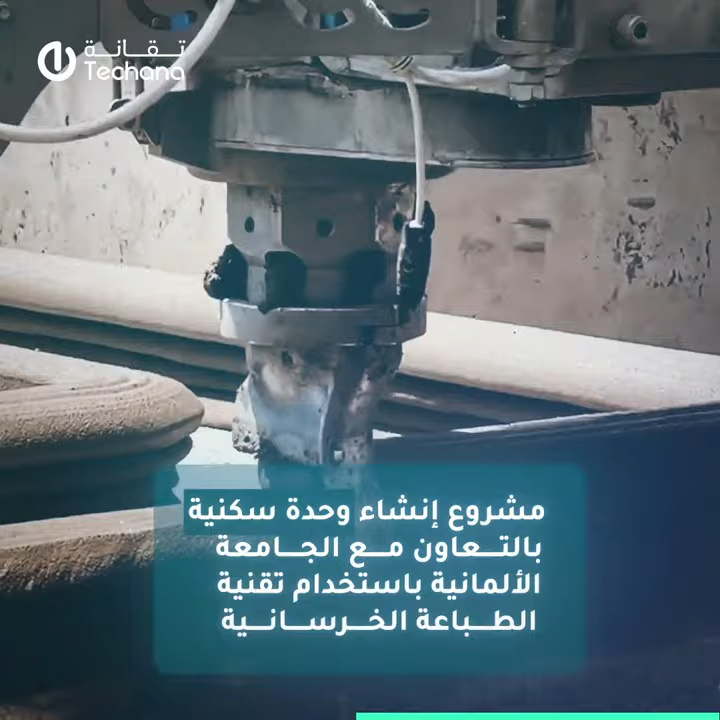 تقانة
Techana
مشروع إنشاء وحدة سكنية
بالتعاون مع الجامعة
الألمانية باستخدام تقنية
الطباعة الخرسانية